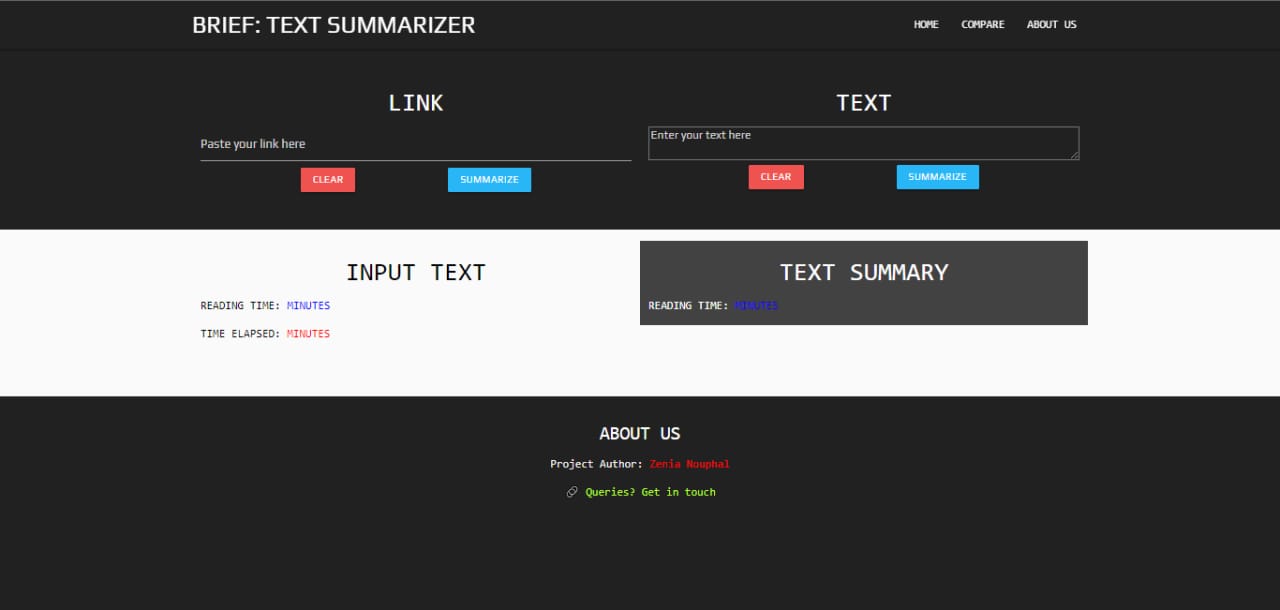 BRIEF: TEXT SUMMARIZER
HOME COMPARE ABOUT US
LINK
Paste your link here
CLEAR SUMMARIZE
TEXT
Enter your text here
CLEAR SUMMARIZE
INPUT TEXT
READING TIME: MINUTES
TIME ELAPSED: MINUTES
TEXT SUMMARY
READING TIME: MINUTES
ABOUT US
Project Author: Zenia Nouphal
Queries? Get in touch